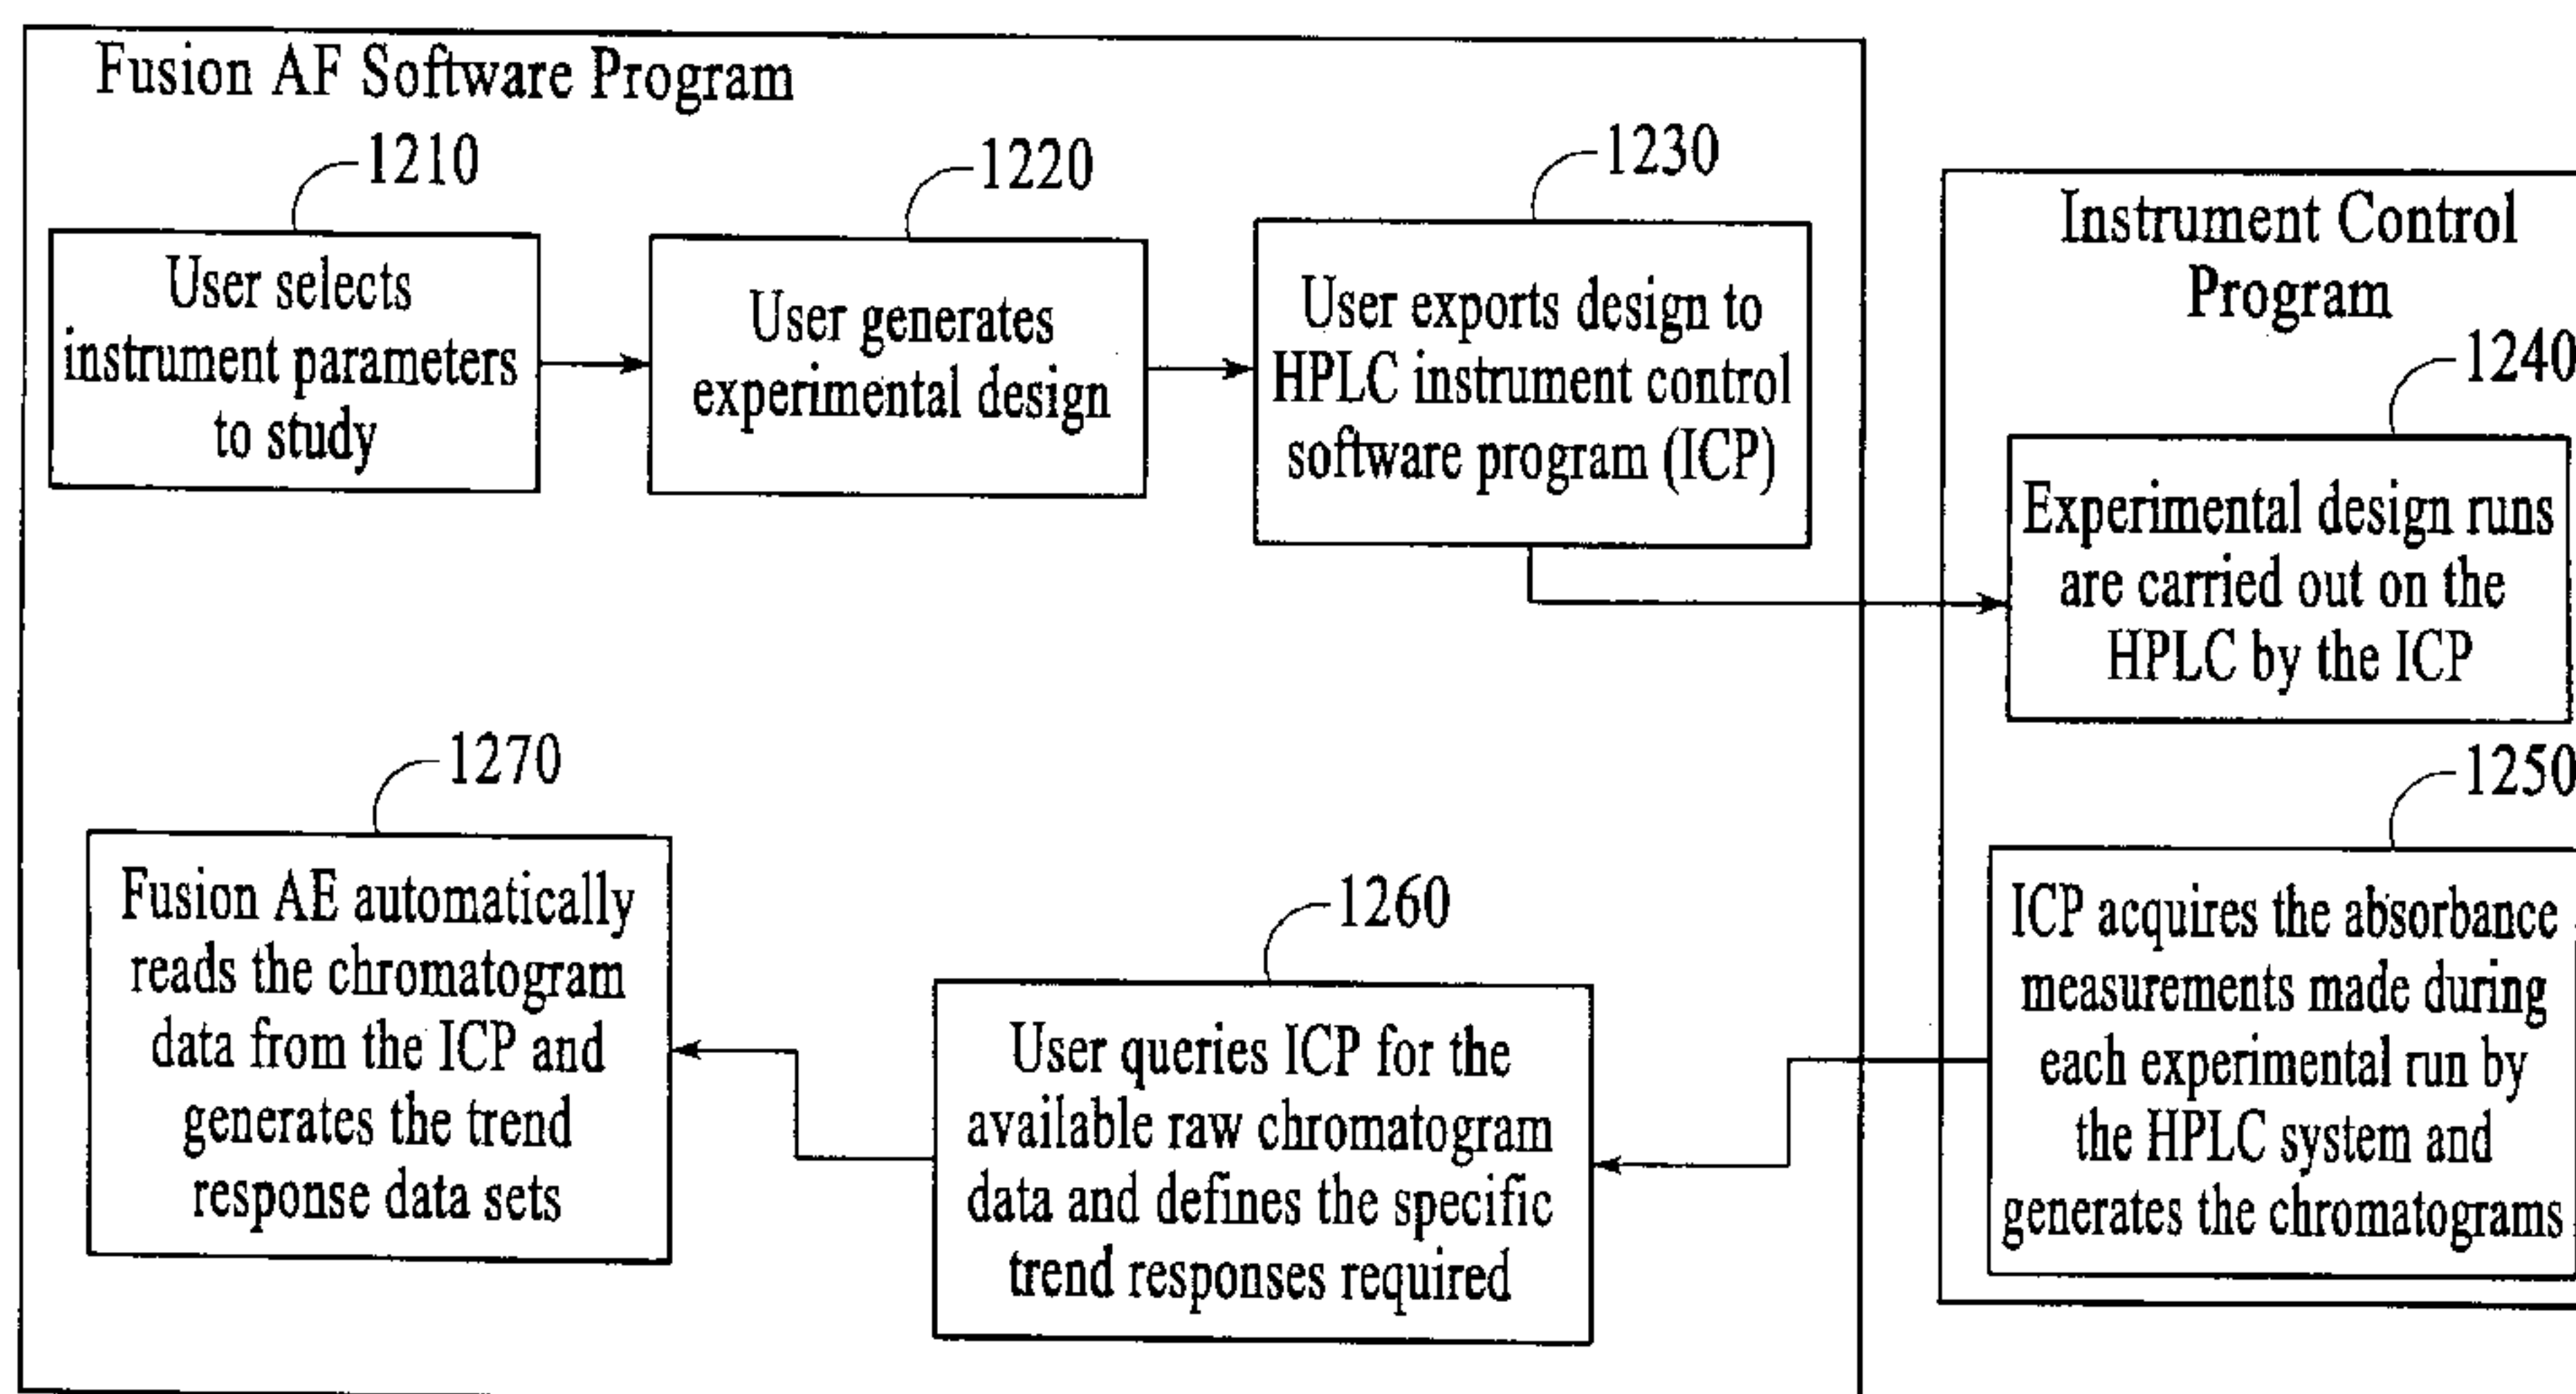 Fusion AF Software Program
1210
User selects
instrument parameters
to study
1220
User generates
experimental design
1230
User exports design to
HPLC instrument control
software program (ICP)
Instrument Control
Program
1240
Experimental design runs
are carried out on the
HPLC by the ICP
1250
ICP acquires the absorbance
measurements made during
each experimental run by
the HPLC system and
generates the chromatograms
1260
User queries ICP for the
available raw chromatogram
data and defines the specific
trend responses required
1270
Fusion AE automatically
reads the chromatogram
data from the ICP and
generates the trend
response data sets